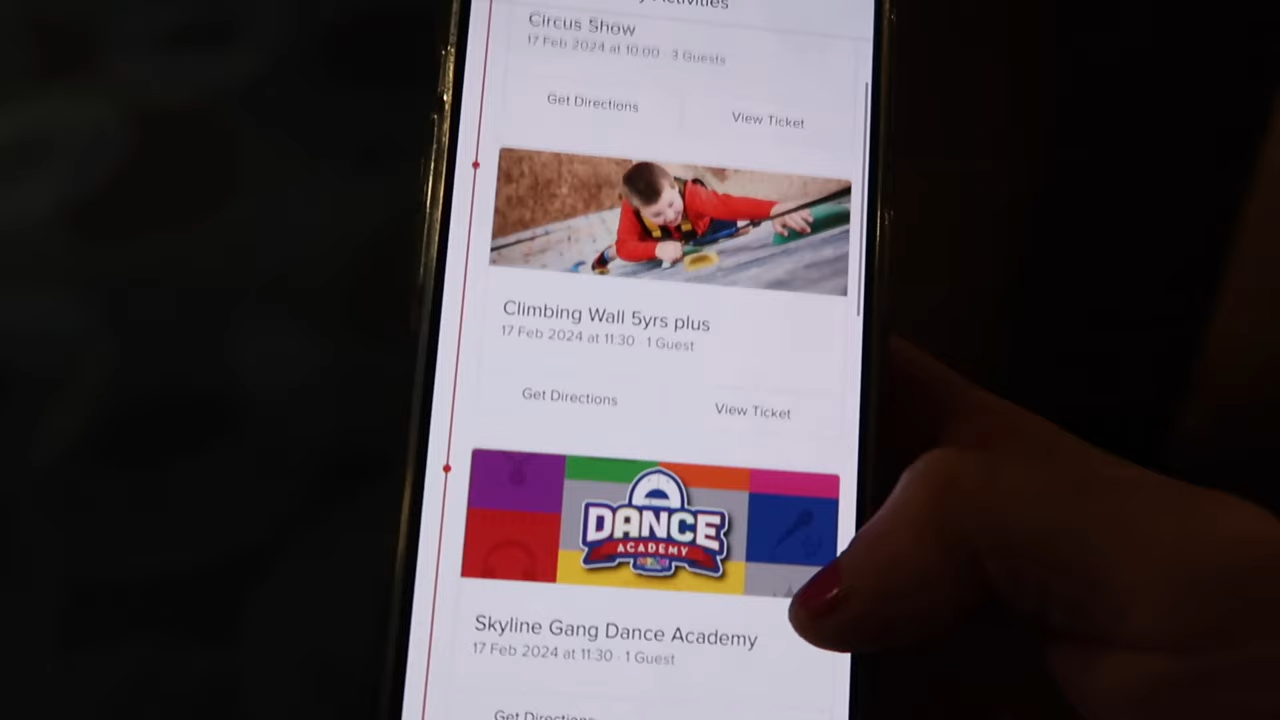 Activities
Circus Show
17 Feb 2024 at 10:00 · 3 Guests
Get Directions
View Ticket
Climbing Wall 5yrs plus
17 Feb 2024 at 11:30 · 1 Guest
Get Directions
View Ticket
DANCE
ACADEMY
Skyline Gang Dance Academy
17 Feb 2024 at 11:30 · 1 Guest
Get Directions